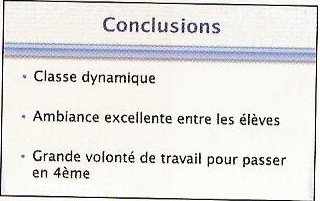 Conclusions
• Classe dynamique
• Ambiance excellente entre les élèves
• Grande volonté de travail pour passer
en 4ème